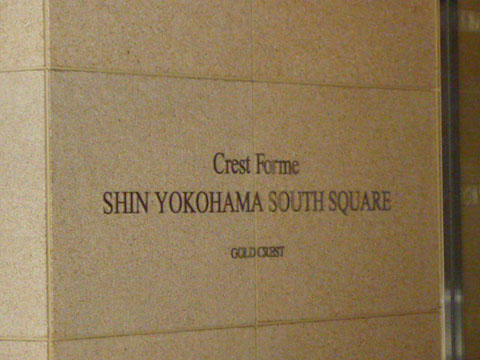 Crest Forme
SHIN YOKOHAMA SOUTH SQUARE
GOLD CREST